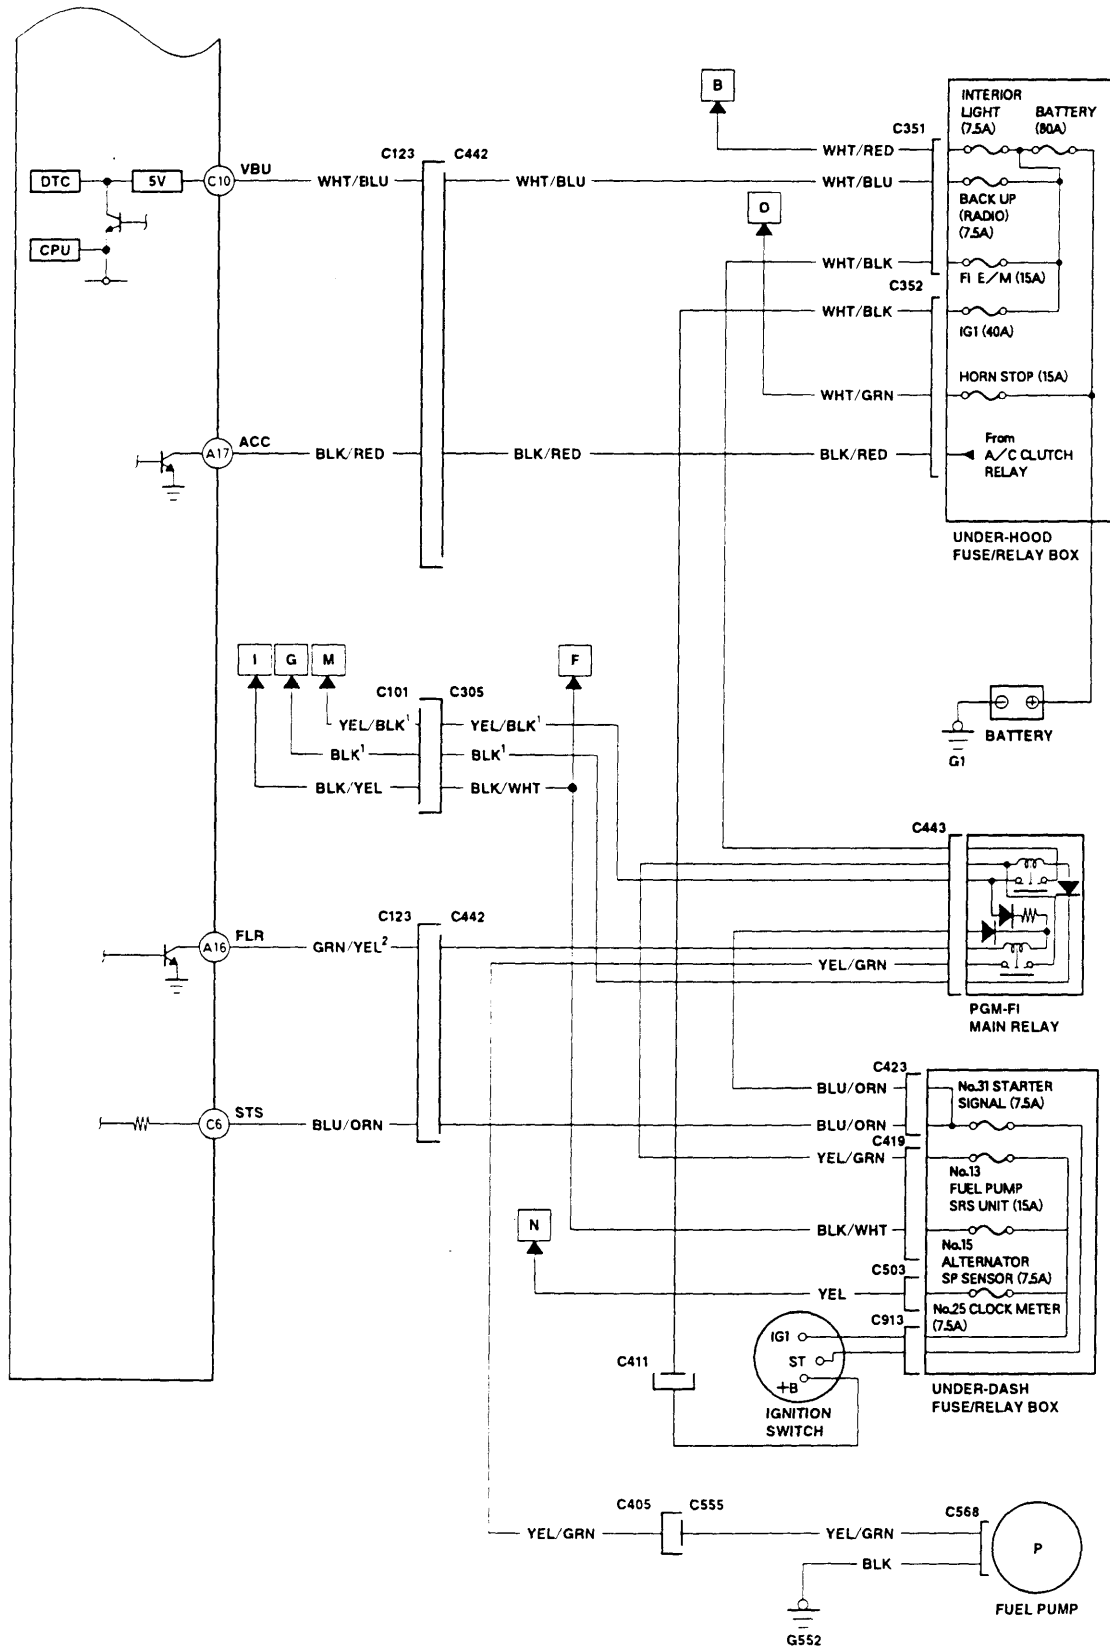 B
INTERIOR
LIGHT
(7.5A)
BATTERY
(80A)
C351
WHT/RED
C123
C442
DTC
5V
C10
VBU
WHT/BLU
WHT/BLU
WHT/BLU
BACK UP
(RADIO)
(7.5A)
O
CPU
WHT/BLK
FI E/M (15A)
C352
WHT/BLK
IG1 (40A)
HORN STOP (15A)
WHT/GRN
A17
ACC
BLK/RED
BLK/RED
BLK/RED
From
A/C CLUTCH
RELAY
UNDER-HOOD
FUSE/RELAY BOX
I
G
M
F
C101
C305
YEL/BLK¹
YEL/BLK¹
BLK¹
BLK¹
BLK/YEL
BLK/WHT
BATTERY
G1
C443
C123
C442
A16
FLR
GRN/YEL²
YEL/GRN
PGM-FI
MAIN RELAY
C423
BLU/ORN
No.31 STARTER
SIGNAL (7.5A)
C6
STS
BLU/ORN
BLU/ORN
C419
YEL/GRN
No.13
FUEL PUMP
SRS UNIT (15A)
N
BLK/WHT
No.15
ALTERNATOR
SP SENSOR (7.5A)
C503
YEL
No.25 CLOCK METER
(7.5A)
C913
IG1
ST
+B
C411
IGNITION
SWITCH
UNDER-DASH
FUSE/RELAY BOX
C405
C555
C568
YEL/GRN
YEL/GRN
BLK
P
G552
FUEL PUMP